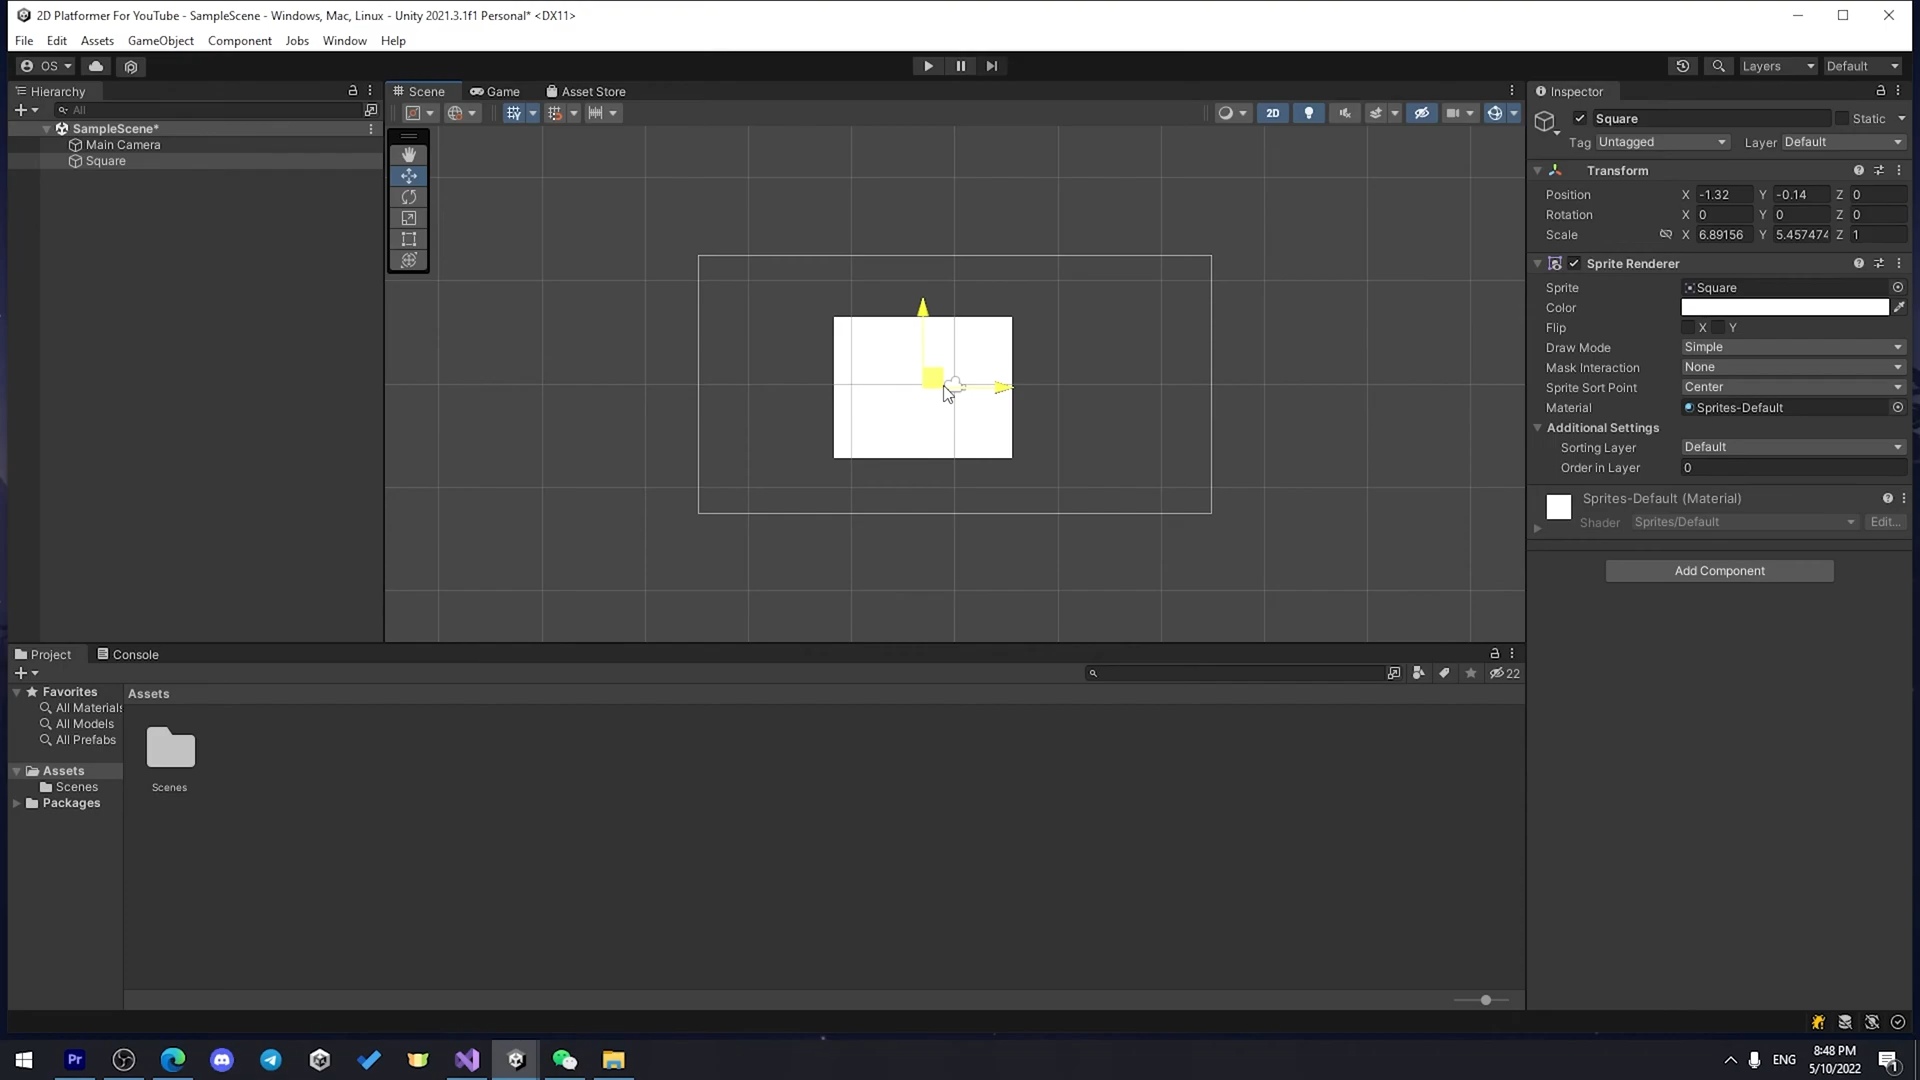 2D Platformer For YouTube - SampleScene - Windows, Mac, Linux - Unity 2021.3.1f1 Personal* <DX11>
File Edit Assets GameObject Component Jobs Window Help
OS Layers Default
Hierarchy
All
SampleScene*
Main Camera
Square
Scene Game Asset Store
2D
Inspector
Square Static
Tag Untagged Layer Default
Transform
Position X -1.32 Y -0.14 Z 0
Rotation X 0 Y 0 Z 0
Scale X 6.89156 Y 5.457474 Z 1
Sprite Renderer
Sprite Square
Color
Flip X Y
Draw Mode Simple
Mask Interaction None
Sprite Sort Point Center
Material Sprites-Default
Additional Settings
Sorting Layer Default
Order in Layer 0
Sprites-Default (Material)
Shader Sprites/Default Edit...
Add Component
Project Console
22
Favorites
All Materials
All Models
All Prefabs
Assets
Scenes
Packages
Assets
Scenes
Pr
ENG
8:48 PM
5/10/2022
1